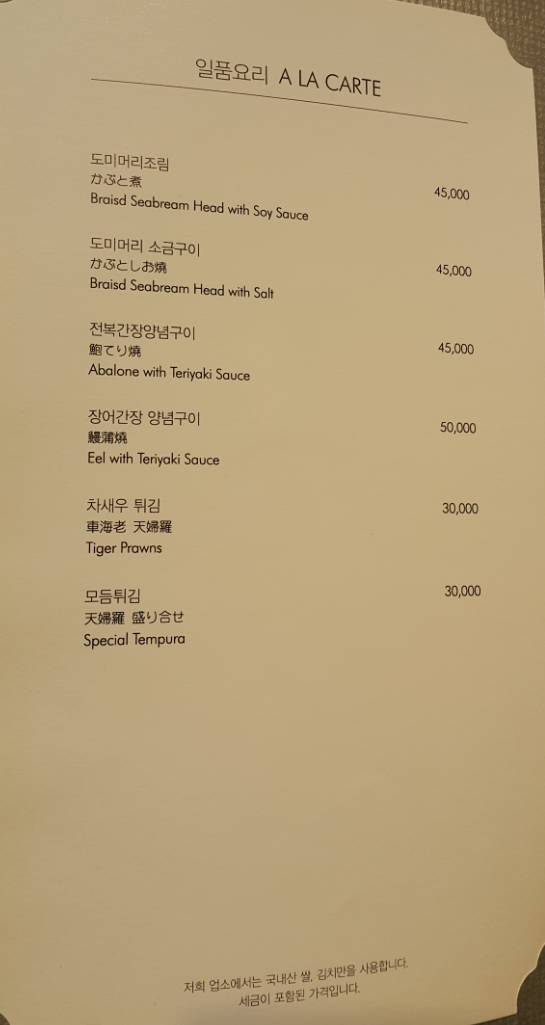 일품요리 A LA CARTE
도미머리조림
かぶと煮
Braisd Seabream Head with Soy Sauce
45,000
도미머리 소금구이
かぶとしお燒
Braisd Seabream Head with Salt
45,000
전복간장양념구이
鮑てり燒
Abalone with Teriyaki Sauce
45,000
장어간장 양념구이
鰻蒲燒
Eel with Teriyaki Sauce
50,000
차새우 튀김
車海老 天婦羅
Tiger Prawns
30,000
모듬튀김
天婦羅 盛り合せ
Special Tempura
30,000
저희 업소에서는 국내산 쌀, 김치만을 사용합니다.
세금이 포함된 가격입니다.